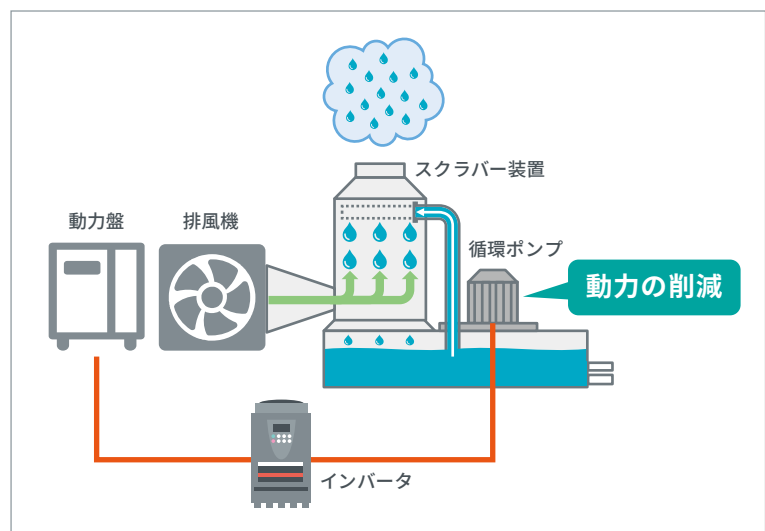 スクラバー装置
動力盤
排風機
循環ポンプ
動力の削減
インバータ